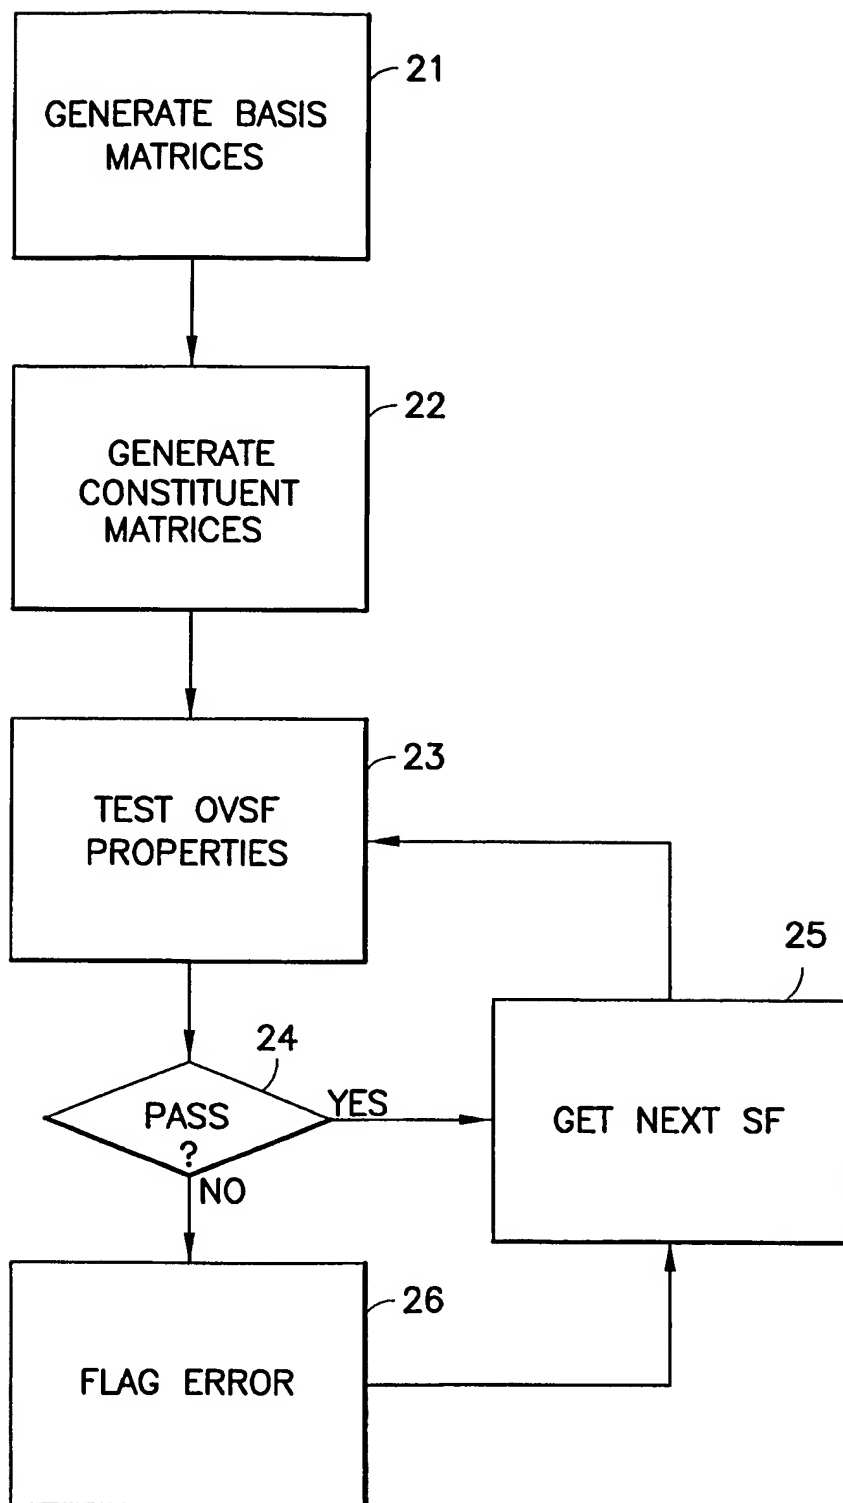 21
GENERATE BASIS
MATRICES
22
GENERATE
CONSTITUENT
MATRICES
23
TEST OVSF
PROPERTIES
25
24
PASS
?
YES
GET NEXT SF
NO
26
FLAG ERROR